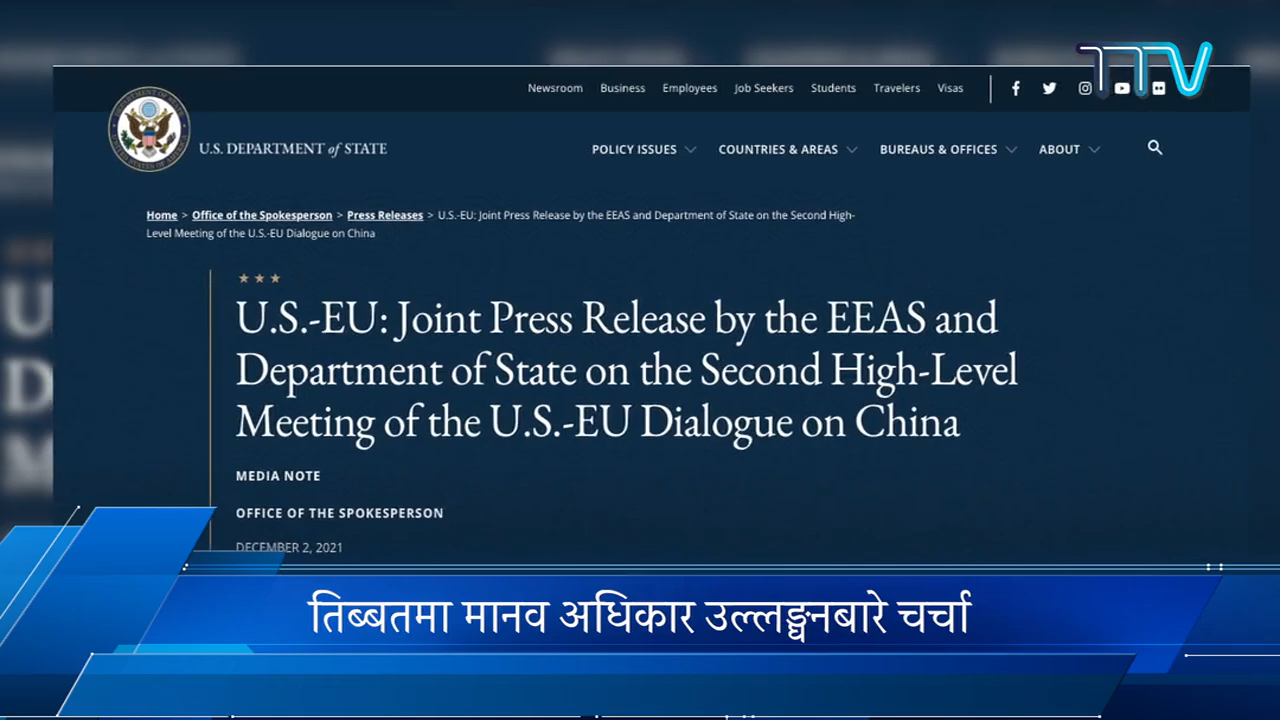 TTV
Newsroom Business Employees Job Seekers Students Travelers Visas
U.S. DEPARTMENT of STATE
POLICY ISSUES COUNTRIES & AREAS BUREAUS & OFFICES ABOUT
Home > Office of the Spokesperson > Press Releases > U.S.-EU: Joint Press Release by the EEAS and Department of State on the Second High-
Level Meeting of the U.S.-EU Dialogue on China
U.S.-EU: Joint Press Release by the EEAS and
Department of State on the Second High-Level
Meeting of the U.S.-EU Dialogue on China
MEDIA NOTE
OFFICE OF THE SPOKESPERSON
DECEMBER 2, 2021
तिब्बतमा मानव अधिकार उल्लङ्घनबारे चर्चा